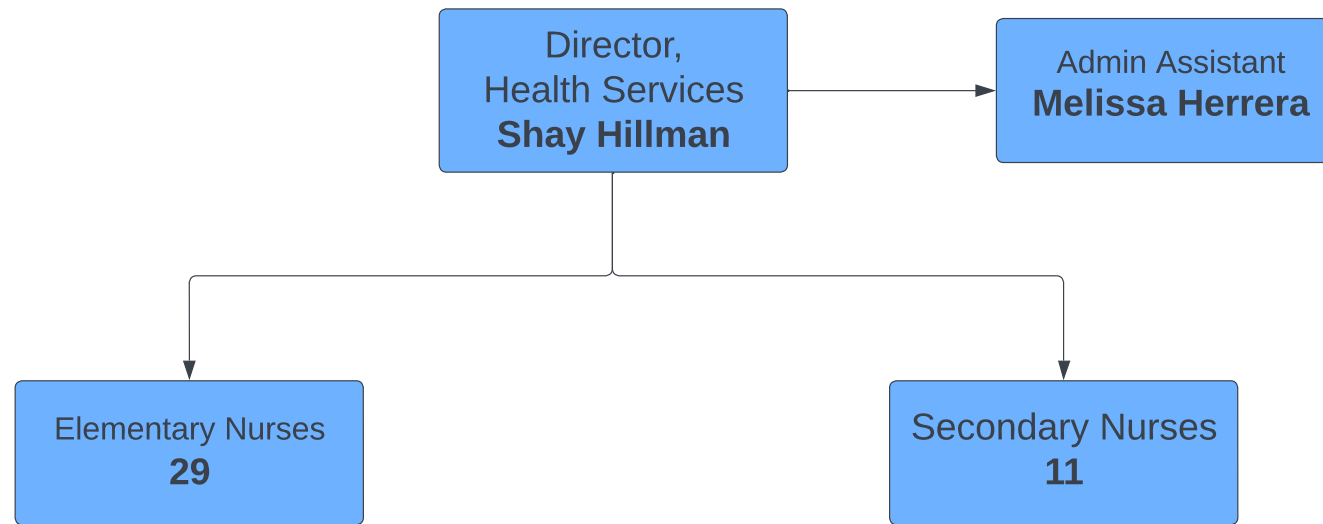 Director,
Health Services
Shay Hillman
Admin Assistant
Melissa Herrera
Elementary Nurses
29
Secondary Nurses
11